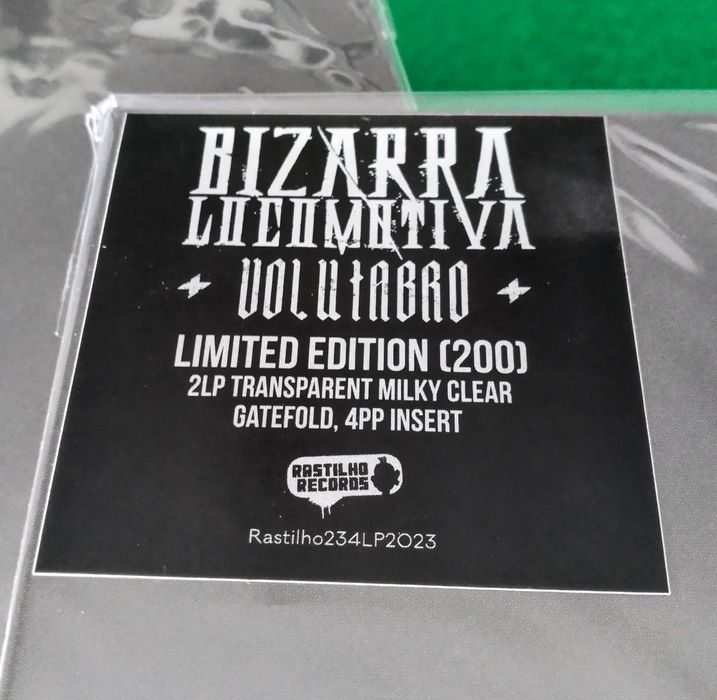 BIZARRA
LOCOMOTIVA
VOLUTABRO
LIMITED EDITION (200)
2LP TRANSPARENT MILKY CLEAR
GATEFOLD, 4PP INSERT
RASTILHO
RECORDS
Rastilho234LP2023